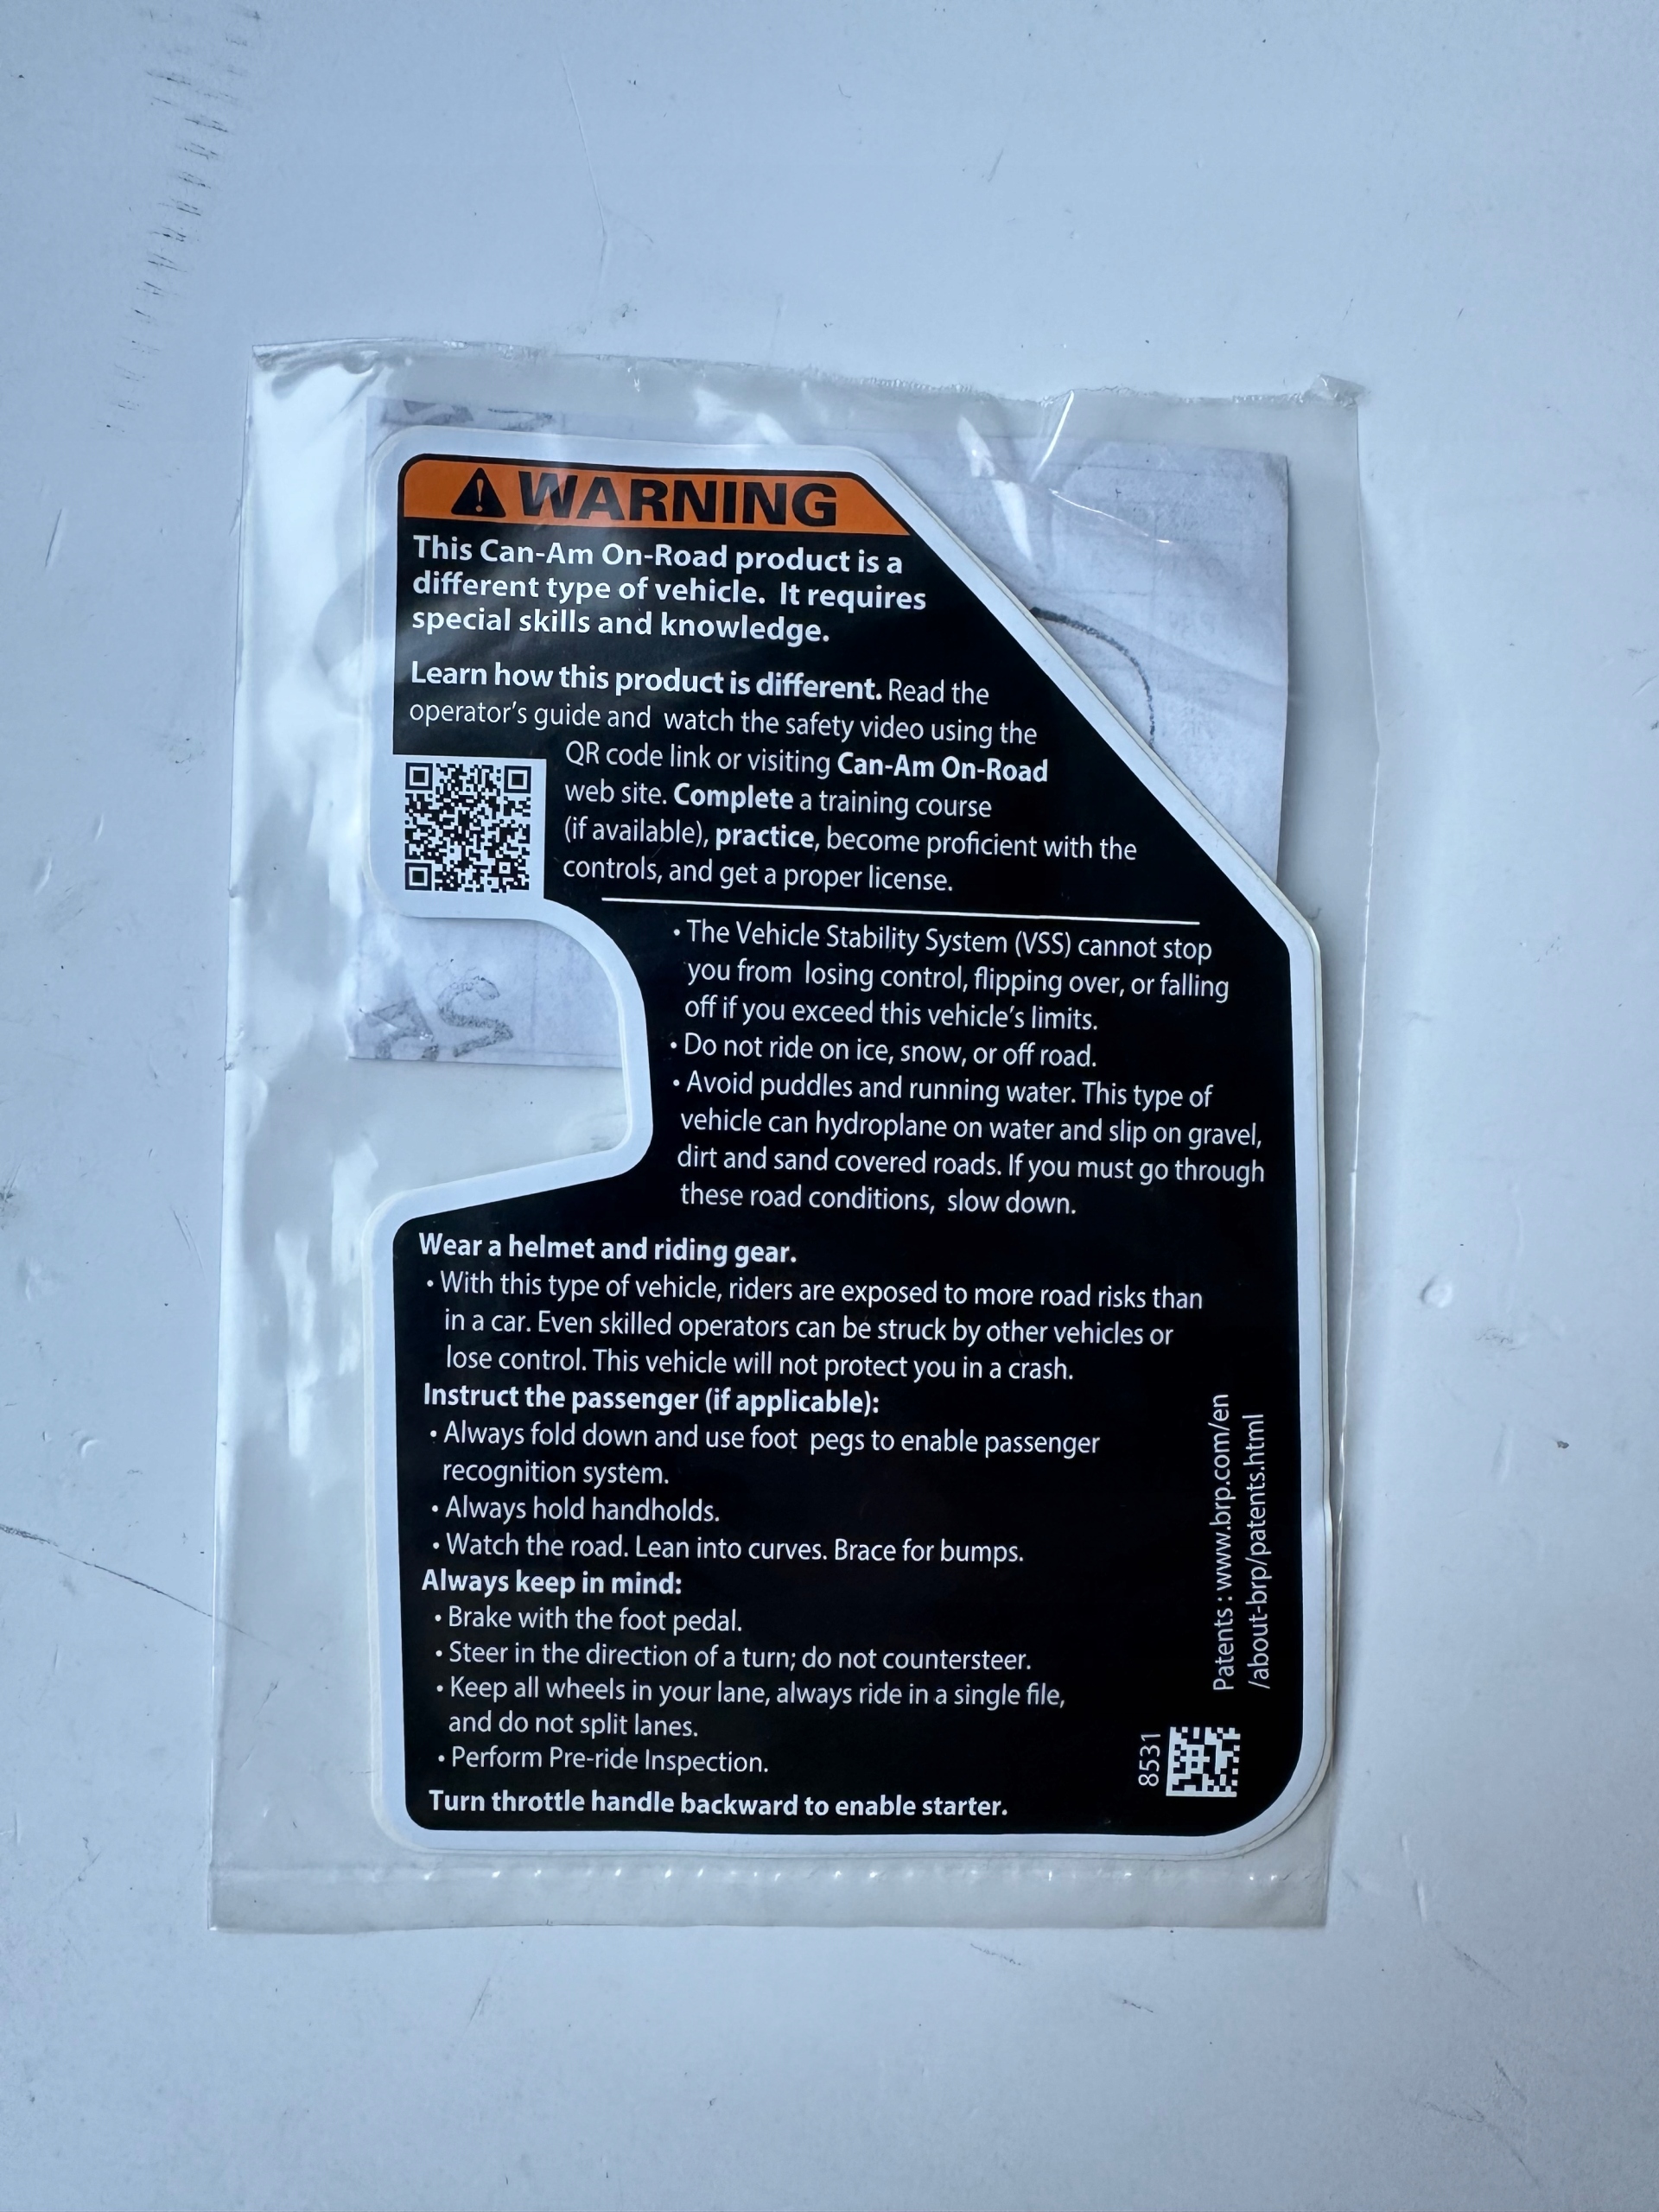 WARNING
This Can-Am On-Road product is a
different type of vehicle. It requires
special skills and knowledge.
Learn how this product is different. Read the
operator's guide and watch the safety video using the
QR code link or visiting Can-Am On-Road
web site. Complete a training course
(if available), practice, become proficient with the
controls, and get a proper license.
• The Vehicle Stability System (VSS) cannot stop
you from losing control, flipping over, or falling
off if you exceed this vehicle's limits.
• Do not ride on ice, snow, or off road.
• Avoid puddles and running water. This type of
vehicle can hydroplane on water and slip on gravel,
dirt and sand covered roads. If you must go through
these road conditions, slow down.
Wear a helmet and riding gear.
• With this type of vehicle, riders are exposed to more road risks than
in a car. Even skilled operators can be struck by other vehicles or
lose control. This vehicle will not protect you in a crash.
Instruct the passenger (if applicable):
• Always fold down and use foot pegs to enable passenger
recognition system.
• Always hold handholds.
• Watch the road. Lean into curves. Brace for bumps.
Always keep in mind:
• Brake with the foot pedal.
• Steer in the direction of a turn; do not countersteer.
• Keep all wheels in your lane, always ride in a single file,
and do not split lanes.
• Perform Pre-ride Inspection.
Turn throttle handle backward to enable starter.
8531
Patents : www.brp.com/en
/about-brp/patents.html